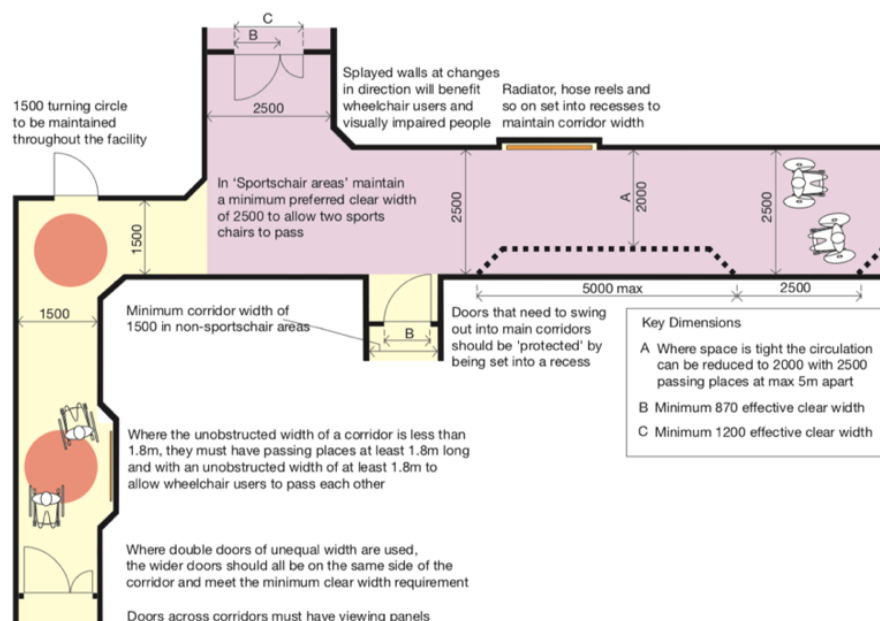 C
B
2500
1500 turning circle
to be maintained
throughout the facility
Splayed walls at changes
in direction will benefit
wheelchair users and
visually impaired people
Radiator, hose reels and
so on set into recesses to
maintain corridor width
In 'Sportschair areas' maintain
a minimum preferred clear width
of 2500 to allow two sports
chairs to pass
1500
2500
A
2000
2500
1500
5000 max
2500
Minimum corridor width of
1500 in non-sportschair areas
B
Doors that need to swing
out into main corridors
should be 'protected' by
being set into a recess
Key Dimensions
A Where space is tight the circulation
can be reduced to 2000 with 2500
passing places at max 5m apart
B Minimum 870 effective clear width
C Minimum 1200 effective clear width
Where the unobstructed width of a corridor is less than
1.8m, they must have passing places at least 1.8m long
and with an unobstructed width of at least 1.8m to
allow wheelchair users to pass each other
Where double doors of unequal width are used,
the wider doors should all be on the same side of the
corridor and meet the minimum clear width requirement
Doors across corridors must have viewing panels